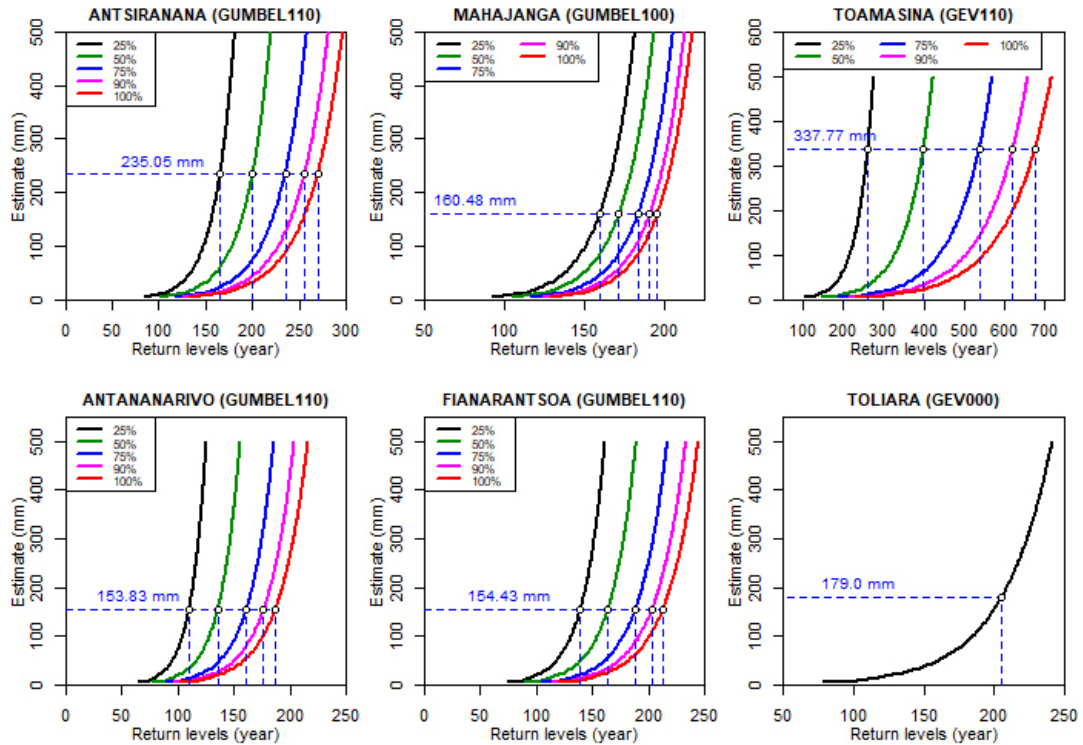 ANTSIRANANA (GUMBEL110)
Estimate (mm)
0 100 200 300 400 500
25%
50%
75%
90%
100%
235.05 mm
0 50 100 150 200 250 300
Return levels (year)
MAHAJANGA (GUMBEL100)
Estimate (mm)
0 100 200 300 400 500
25% 90%
50% 100%
75%
160.48 mm
50 100 150 200
Return levels (year)
TOAMASINA (GEV110)
Estimate (mm)
0 100 200 300 400 500 600
25% 75% 100%
50% 90%
337.77 mm
100 200 300 400 500 600 700
Return levels (year)
ANTANANARIVO (GUMBEL110)
Estimate (mm)
0 100 200 300 400 500
25%
50%
75%
90%
100%
153.83 mm
0 50 100 150 200 250
Return levels (year)
FIANARANTSOA (GUMBEL110)
Estimate (mm)
0 100 200 300 400 500
25%
50%
75%
90%
100%
154.43 mm
0 50 100 150 200 250
Return levels (year)
TOLIARA (GEV000)
Estimate (mm)
0 100 200 300 400 500
179.0 mm
50 100 150 200 250
Return levels (year)